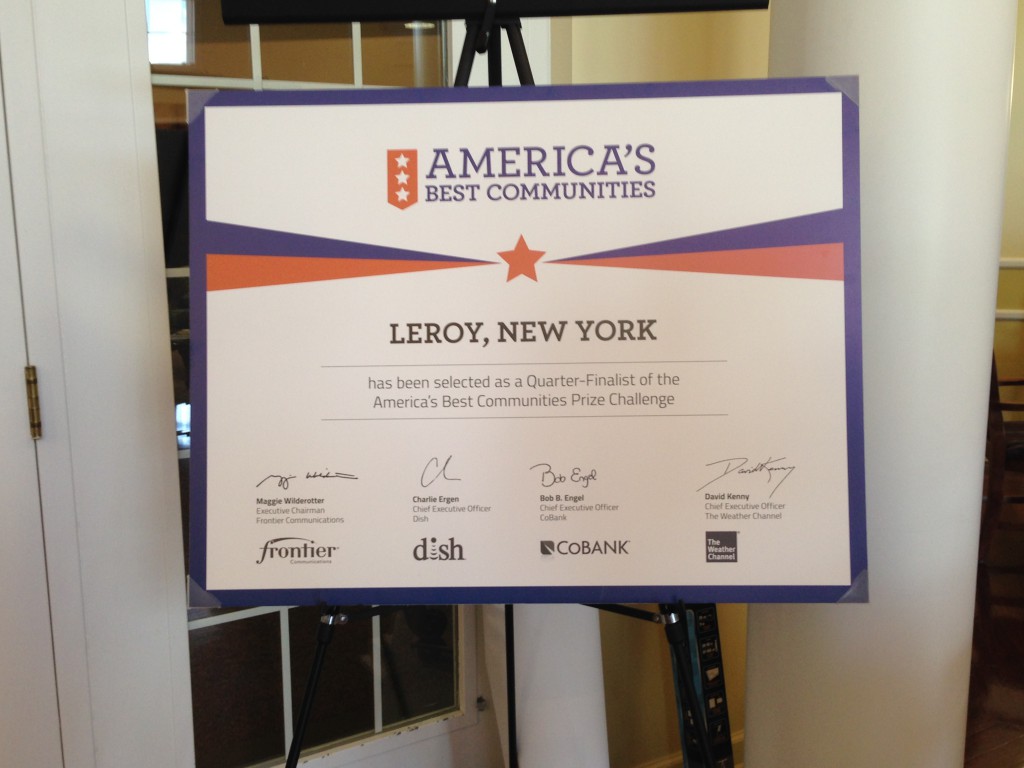 AMERICA'S
BEST COMMUNITIES
LEROY, NEW YORK
has been selected as a Quarter-Finalist of the
America's Best Communities Prize Challenge
Bob Engel
David Kenny
Maggie Wilderotter
Executive Chairman
Frontier Communications
Charlie Ergen
Chief Executive Officer
Dish
Bob B. Engel
Chief Executive Officer
CoBank
David Kenny
Chief Executive Officer
The Weather Channel
frontier
Communications
dish
COBANK
The
Weather
Channel